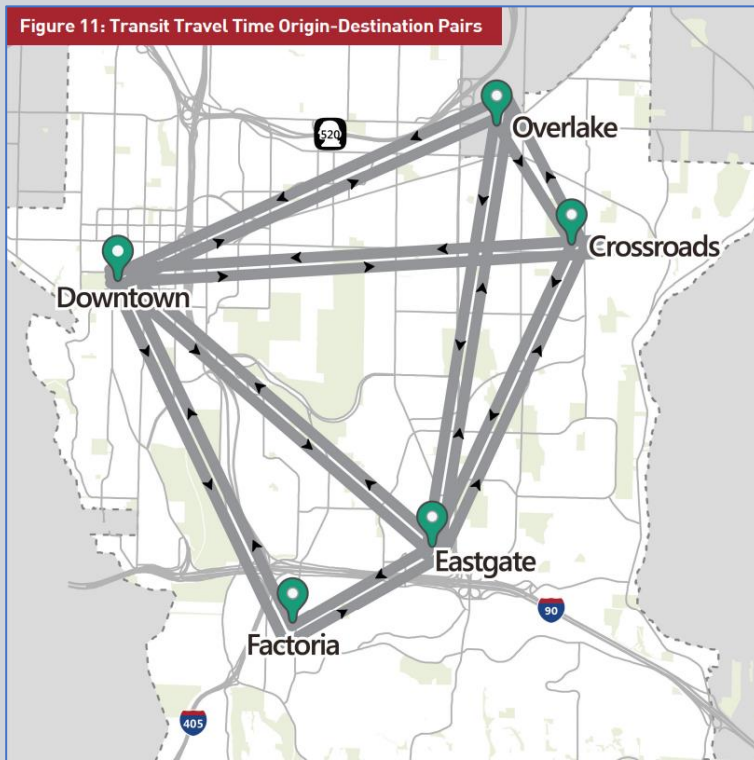 Figure 11: Transit Travel Time Origin-Destination Pairs
Overlake
520
Crossroads
Downtown
Eastgate
90
Factoria
405